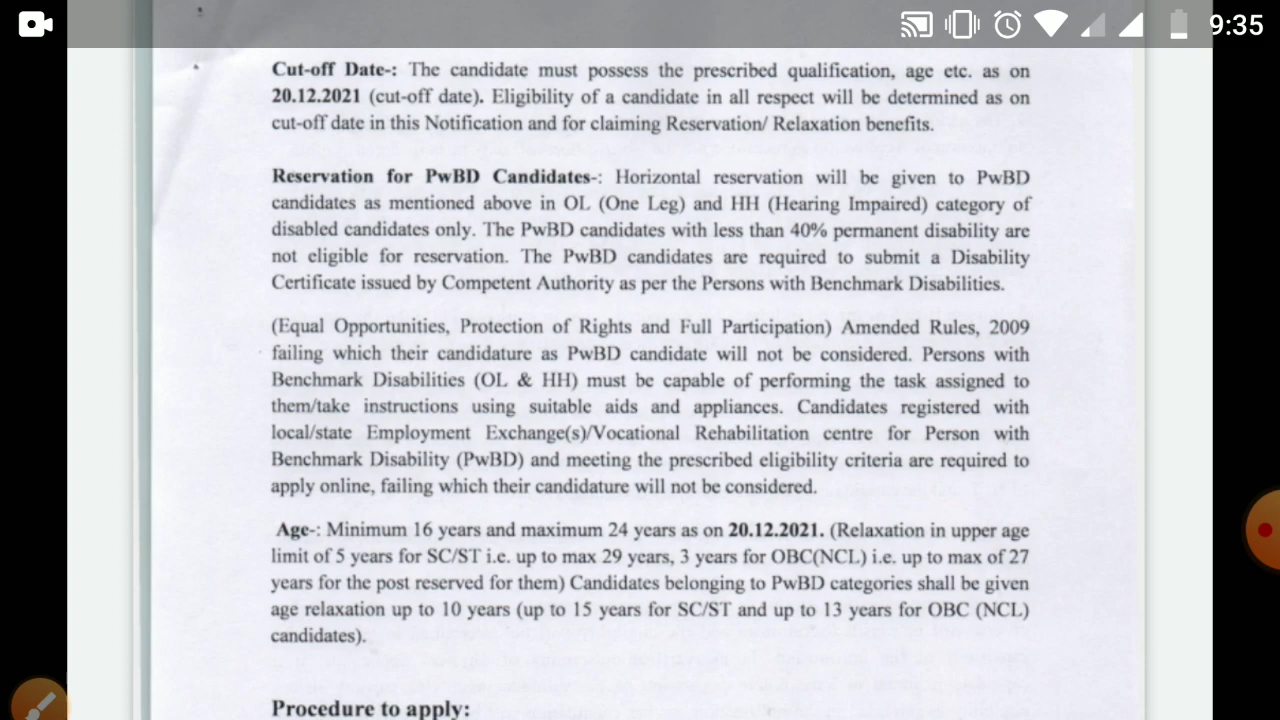 9:35
Cut-off Date-: The candidate must possess the prescribed qualification, age etc. as on
20.12.2021 (cut-off date). Eligibility of a candidate in all respect will be determined as on
cut-off date in this Notification and for claiming Reservation/ Relaxation benefits.
Reservation for PwBD Candidates-: Horizontal reservation will be given to PwBD
candidates as mentioned above in OL (One Leg) and HH (Hearing Impaired) category of
disabled candidates only. The PwBD candidates with less than 40% permanent disability are
not eligible for reservation. The PwBD candidates are required to submit a Disability
Certificate issued by Competent Authority as per the Persons with Benchmark Disabilities.
(Equal Opportunities, Protection of Rights and Full Participation) Amended Rules, 2009
failing which their candidature as PwBD candidate will not be considered. Persons with
Benchmark Disabilities (OL & HH) must be capable of performing the task assigned to
them/take instructions using suitable aids and appliances. Candidates registered with
local/state Employment Exchange(s)/Vocational Rehabilitation centre for Person with
Benchmark Disability (PwBD) and meeting the prescribed eligibility criteria are required to
apply online, failing which their candidature will not be considered.
Age-: Minimum 16 years and maximum 24 years as on 20.12.2021. (Relaxation in upper age
limit of 5 years for SC/ST i.e. up to max 29 years, 3 years for OBC(NCL) i.e. up to max of 27
years for the post reserved for them) Candidates belonging to PwBD categories shall be given
age relaxation up to 10 years (up to 15 years for SC/ST and up to 13 years for OBC (NCL)
candidates).
Procedure to apply: